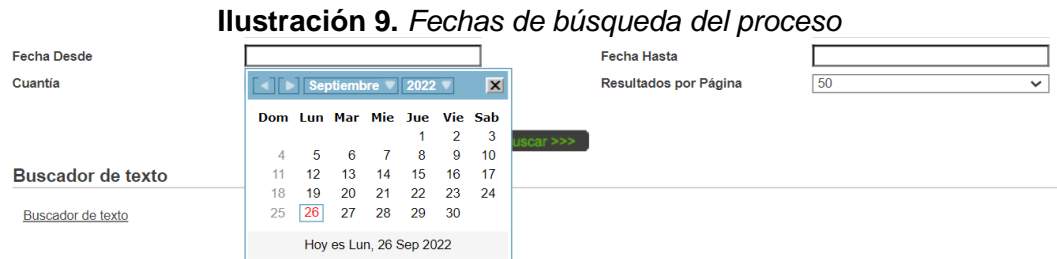 Ilustración 9. Fechas de búsqueda del proceso
Fecha Desde
Fecha Hasta
Cuantía
Resultados por Página
50
Septiembre 2022 X
Dom Lun Mar Mie Jue Vie Sab
1 2 3
4 5 6 7 8 9 10
11 12 13 14 15 16 17
18 19 20 21 22 23 24
25 26 27 28 29 30
Hoy es Lun, 26 Sep 2022
uscar >>>
Buscador de texto
Buscador de texto